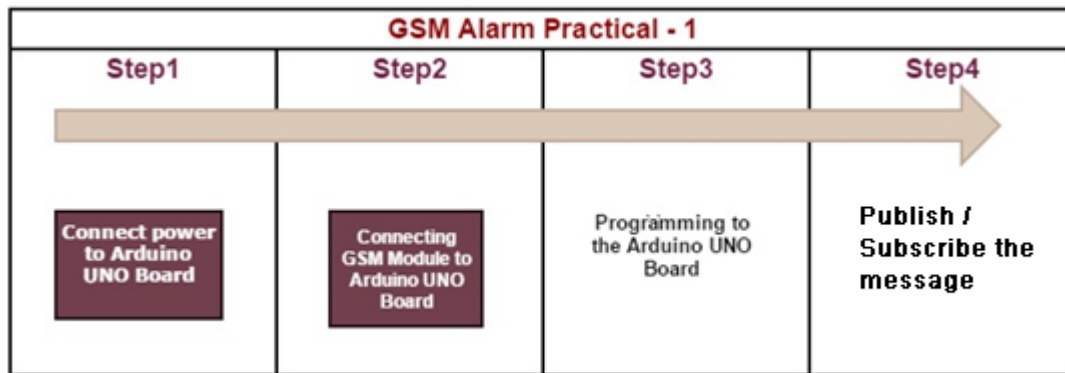 GSM Alarm Practical - 1
Step1
Step2
Step3
Step4
Connect power
to Arduino
UNO Board
Connecting
GSM Module to
Arduino UNO
Board
Programming to
the Arduino UNO
Board
Publish /
Subscribe the
message